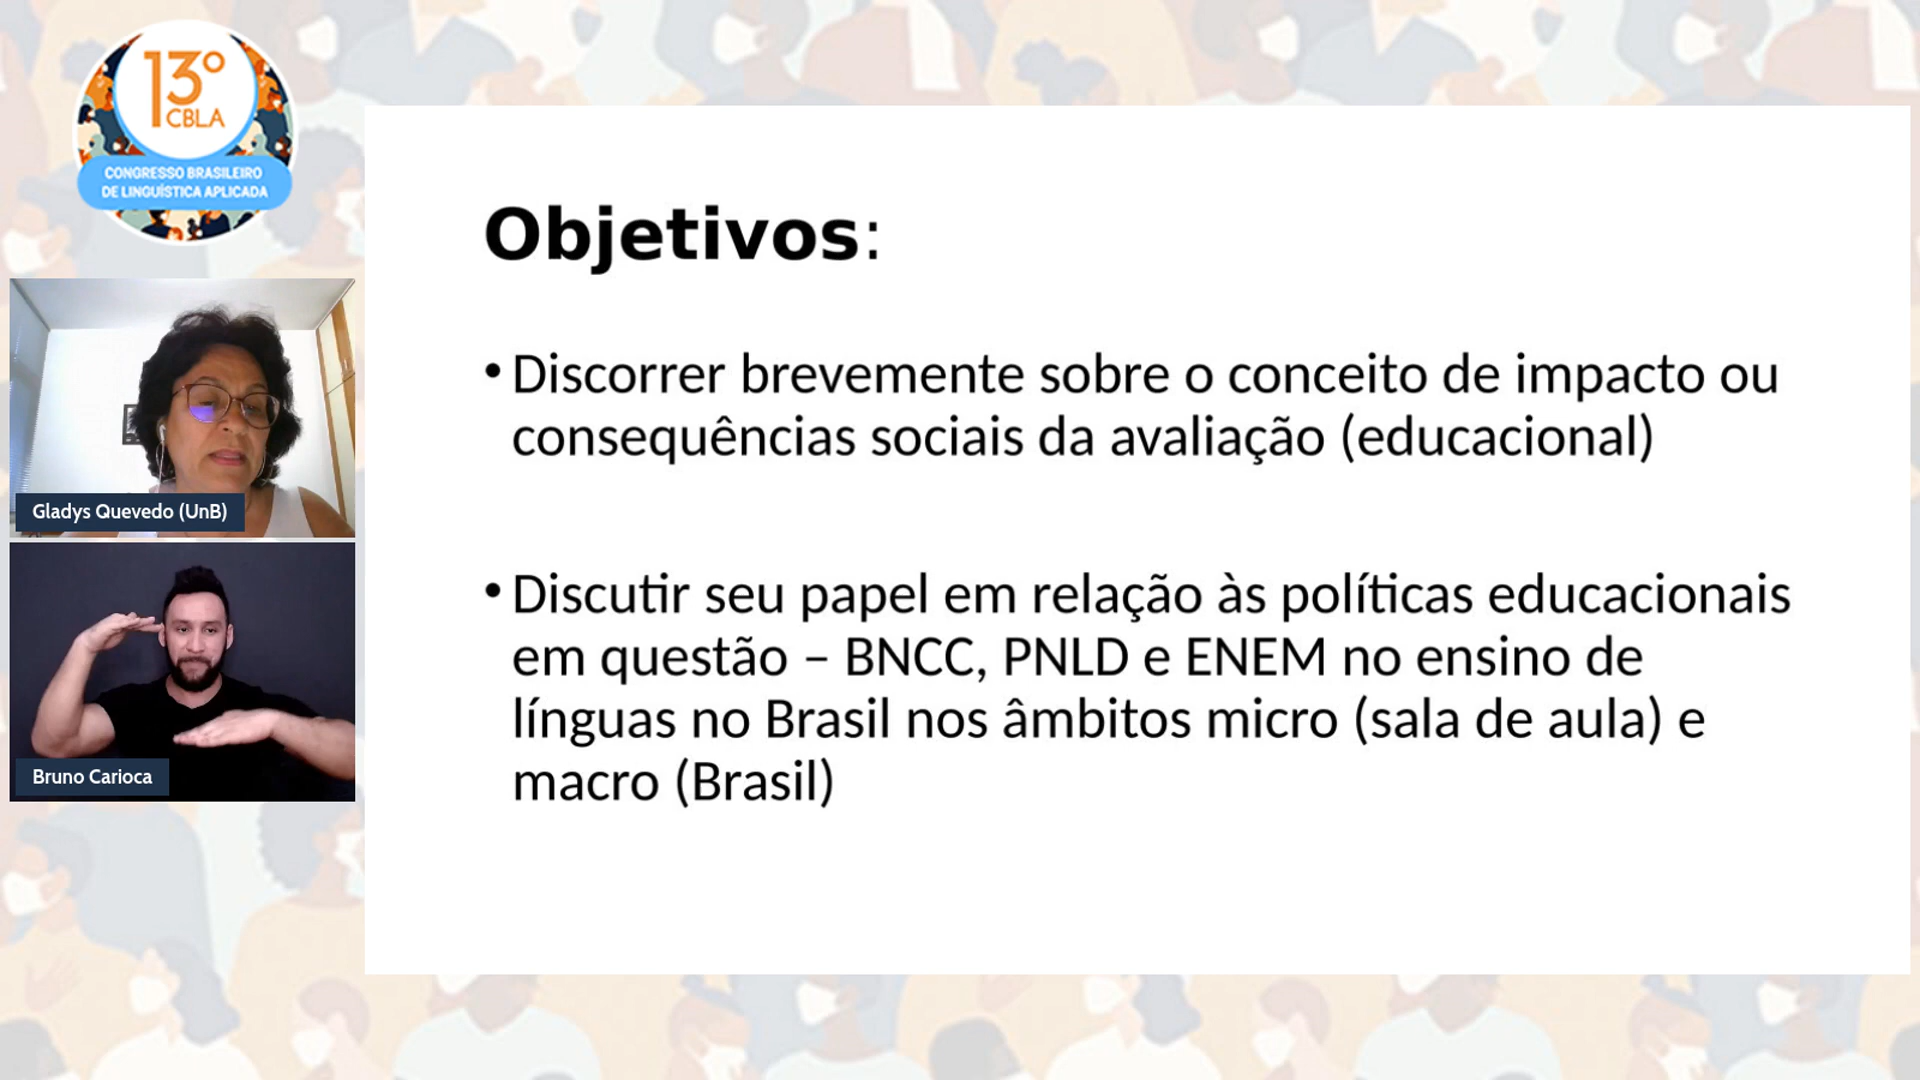 13°
CBLA
CONGRESSO BRASILEIRO
DE LINGUÍSTICA APLICADA
Gladys Quevedo (UnB)
Bruno Carioca
Objetivos:
• Discorrer brevemente sobre o conceito de impacto ou
consequências sociais da avaliação (educacional)
• Discutir seu papel em relação às políticas educacionais
em questão – BNCC, PNLD e ENEM no ensino de
línguas no Brasil nos âmbitos micro (sala de aula) e
macro (Brasil)